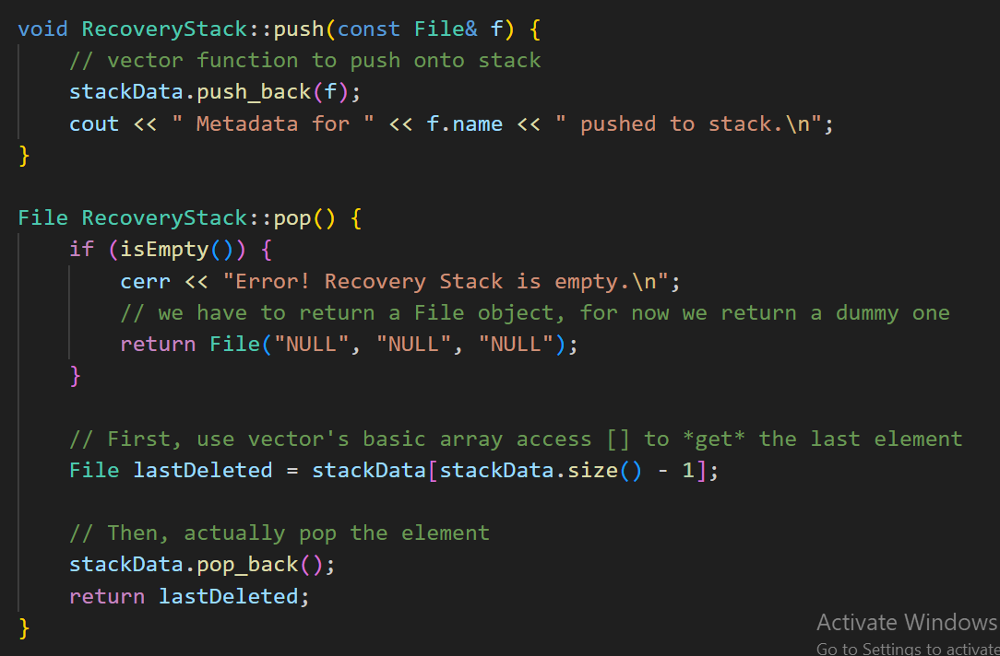 void RecoveryStack::push(const File& f) {
    // vector function to push onto stack
    stackData.push_back(f);
    cout << " Metadata for " << f.name << " pushed to stack.\n";
}

File RecoveryStack::pop() {
    if (isEmpty()) {
        cerr << "Error! Recovery Stack is empty.\n";
        // we have to return a File object, for now we return a dummy one
        return File("NULL", "NULL", "NULL");
    }

    // First, use vector's basic array access [] to *get* the last element
    File lastDeleted = stackData[stackData.size() - 1];

    // Then, actually pop the element
    stackData.pop_back();
    return lastDeleted;
}
Activate Windows
Go to Settings to activate